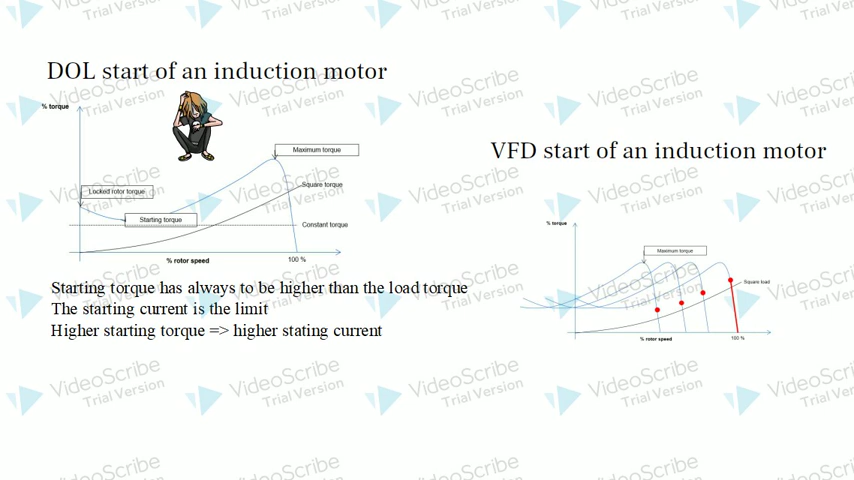 DOL start of an induction motor
% torque
Maximum torque
Locked rotor torque
Square torque
Starting torque
Constant torque
% rotor speed
100 %
Starting torque has always to be higher than the load torque
The starting current is the limit
Higher starting torque => higher stating current
VFD start of an induction motor
% torque
Maximum torque
Square load
% rotor speed
100 %
VideoScribe
Trial Version